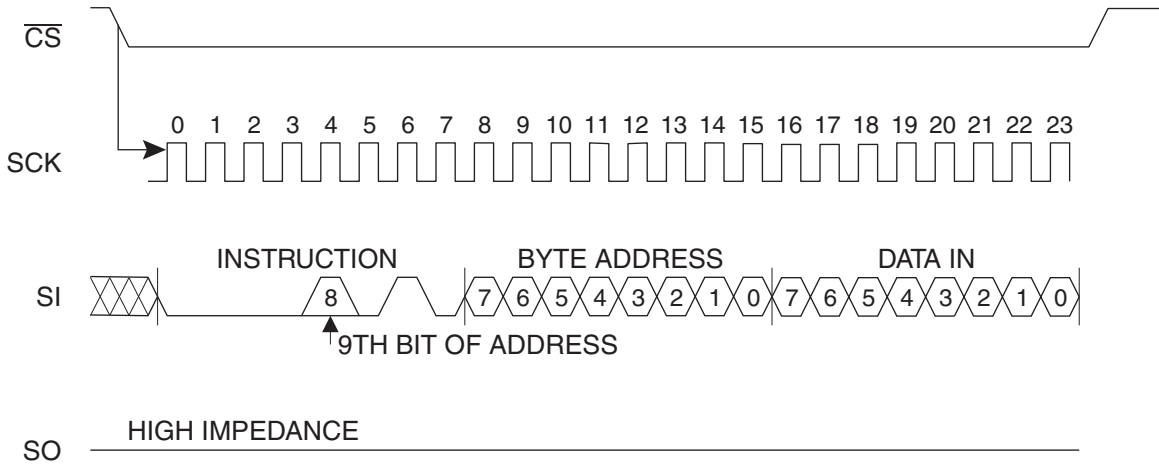 CS
0 1 2 3 4 5 6 7 8 9 10 11 12 13 14 15 16 17 18 19 20 21 22 23
SCK
INSTRUCTION BYTE ADDRESS DATA IN
SI 8 7 6 5 4 3 2 1 0 7 6 5 4 3 2 1 0
9TH BIT OF ADDRESS
HIGH IMPEDANCE
SO